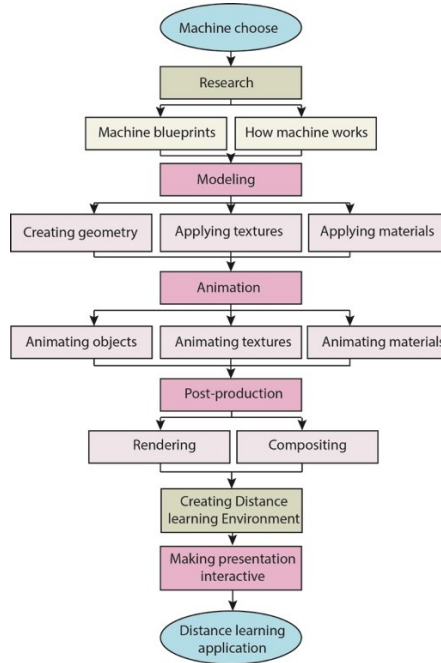 Machine choose
Research
Machine blueprints
How machine works
Modeling
Creating geometry
Applying textures
Applying materials
Animation
Animating objects
Animating textures
Animating materials
Post-production
Rendering
Compositing
Creating Distance
learning Environment
Making presentation
interactive
Distance learning
application